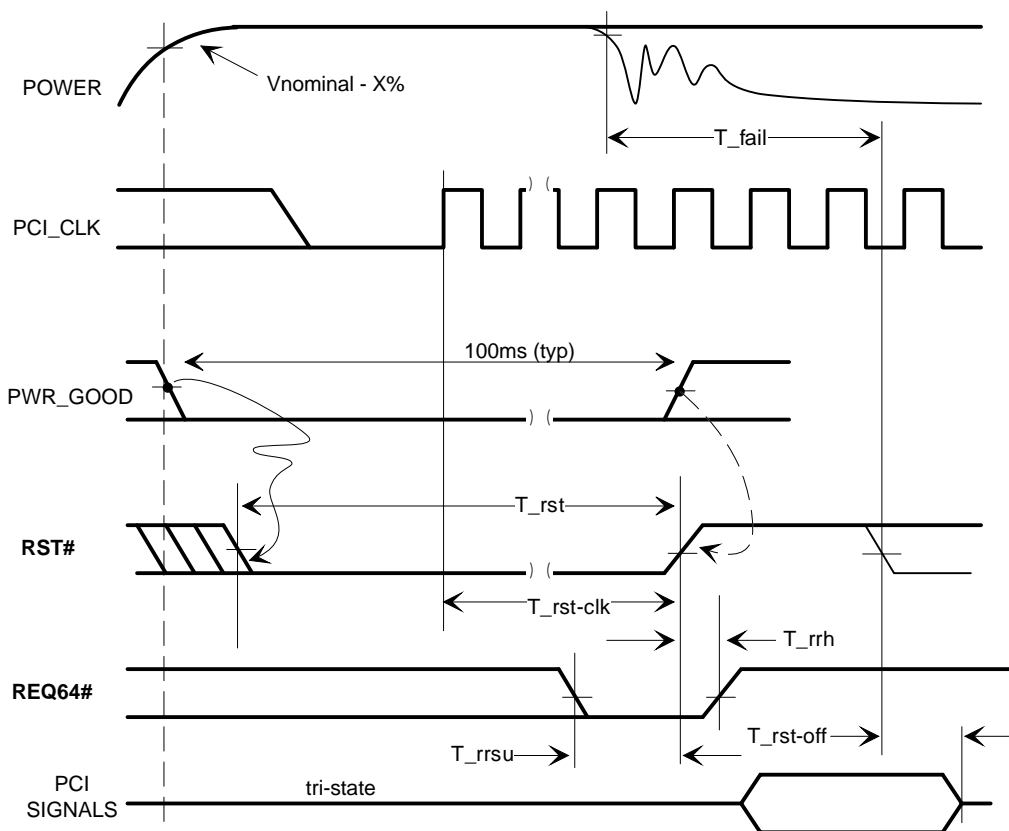 POWER
Vnominal - X%
T_fail
PCI_CLK
100ms (typ)
PWR_GOOD
T_rst
RST#
T_rst-clk
T_rrh
REQ64#
T_rrsu
T_rst-off
PCI
SIGNALS
tri-state